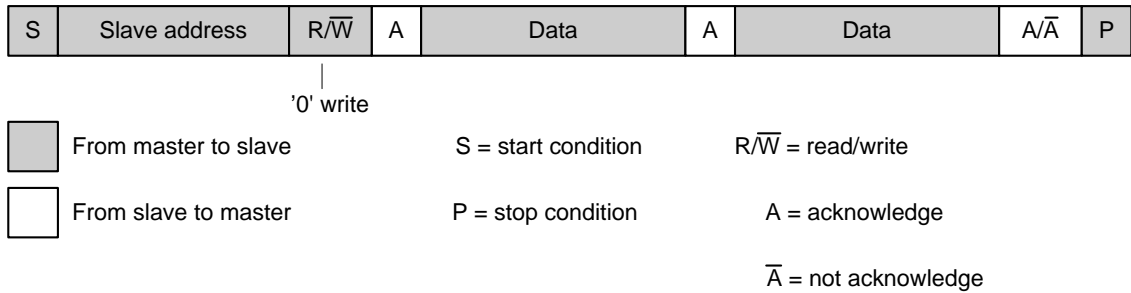 S Slave address R/W̅ A Data A Data A/A̅ P
'0' write
From master to slave S = start condition R/W̅ = read/write
From slave to master P = stop condition A = acknowledge
A̅ = not acknowledge